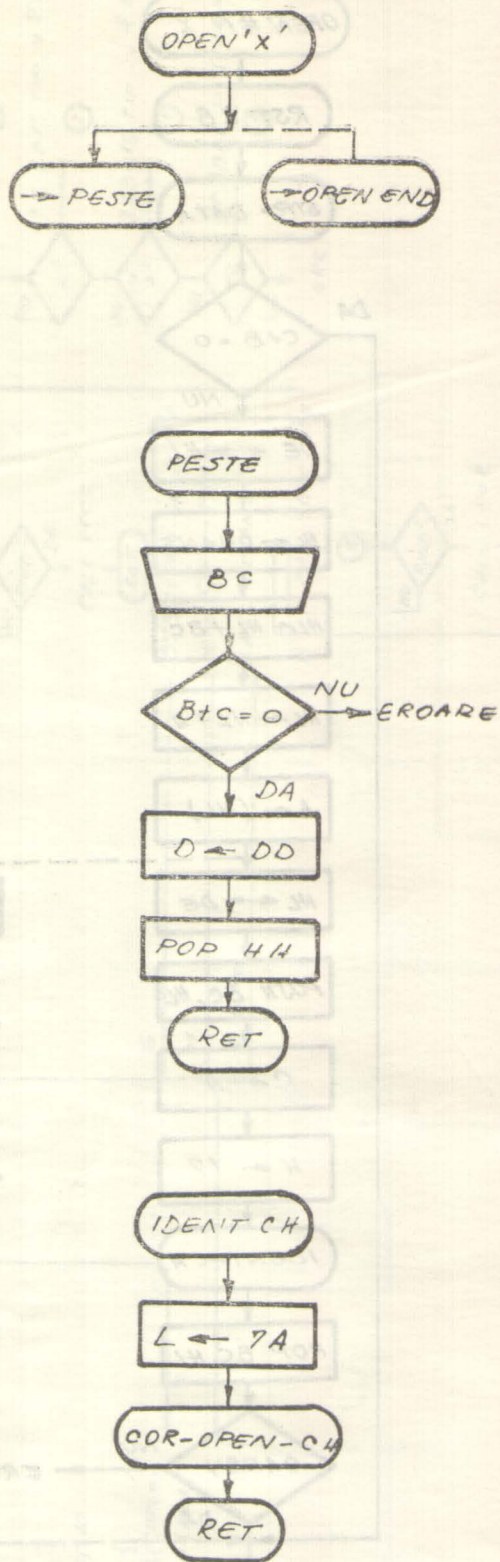 OPEN'X'
→ PESTE
→ OPEN END
PESTE
BC
B+C=0
NU
→ EROARE
DA
D ← DD
POP HH
RET
IDENT CH
L ← 7A
COR-OPEN-CH
RET